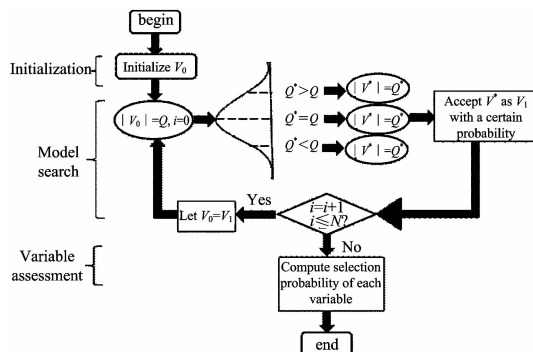 begin
Initialization
Initialize V₀
| V₀ | =Q, i=0
Q*>Q
| V* | =Q*
Q*=Q
| V* | =Q*
Q*<Q
| V* | =Q*
Accept V* as V₁
with a certain
probability
Model
search
Let V₀=V₁
Yes
i=i+1
i≤N?
No
Variable
assessment
Compute selection
probability of each
variable
end